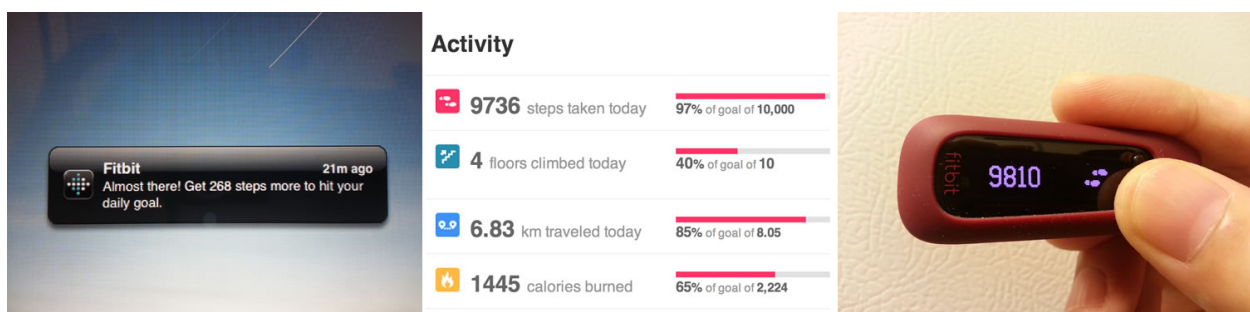 Fitbit 21m ago
Almost there! Get 268 steps more to hit your
daily goal.
Activity
9736 steps taken today
97% of goal of 10,000
4 floors climbed today
40% of goal of 10
6.83 km traveled today
85% of goal of 8.05
1445 calories burned
65% of goal of 2,224
fitbit
9810